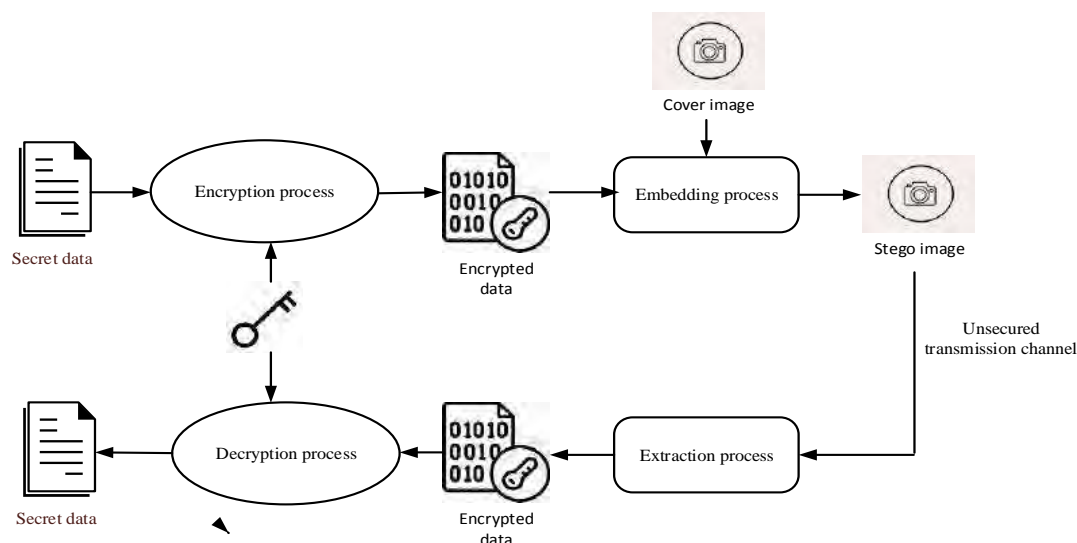 Cover image
01010
0010
010
Secret data
Encryption process
Encrypted
data
Embedding process
Stego image
Unsecured
transmission channel
Secret data
Decryption process
01010
0010
010
Encrypted
data
Extraction process